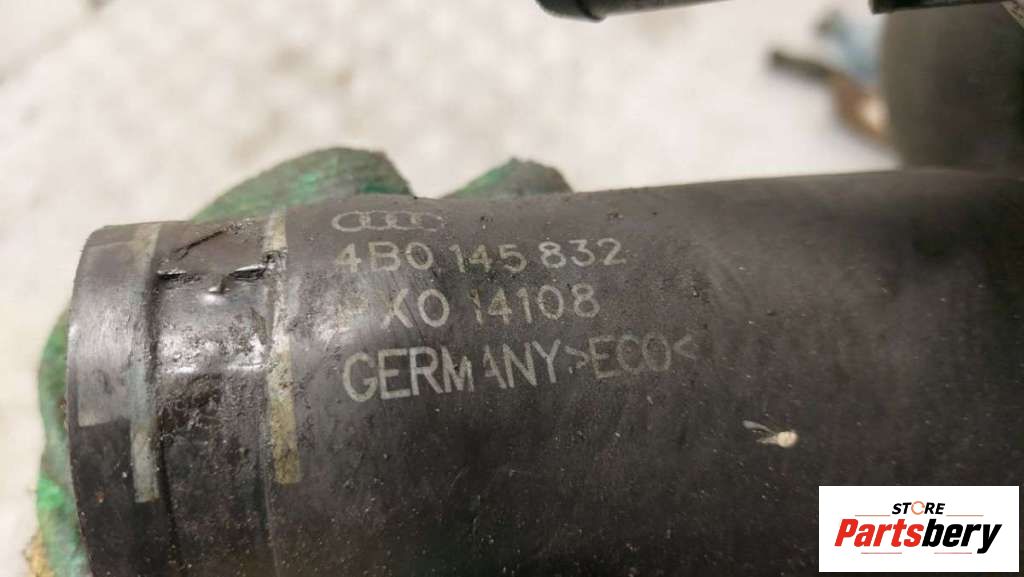 4B0 145 832
XO 14108
GERMANY >ECO<
STORE
Partsbery